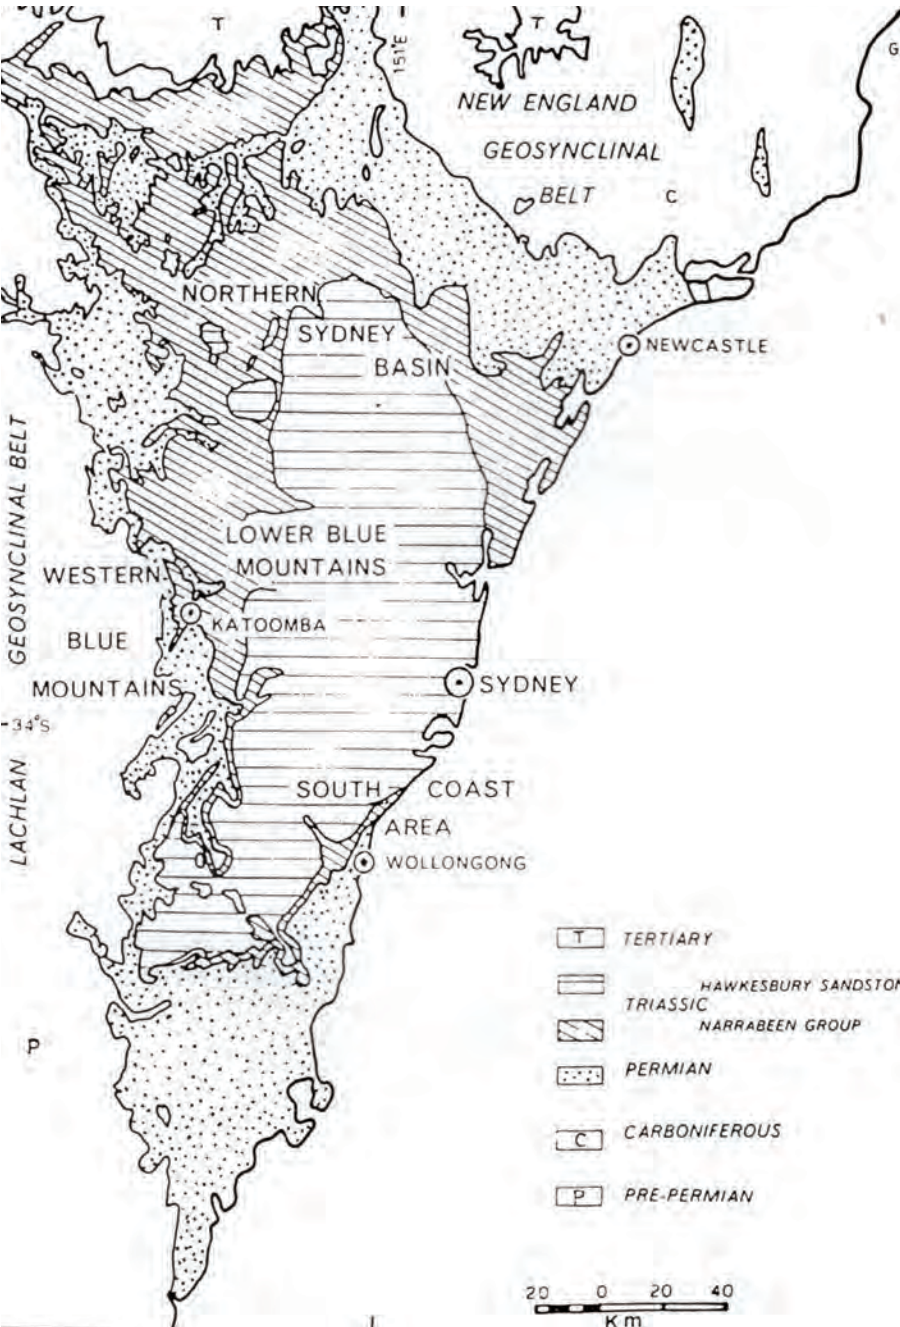 T
T
151°E
G
NEW ENGLAND
GEOSYNCLINAL
BELT
C
NORTHERN
SYDNEY
BASIN
NEWCASTLE
GEOSYNCLINAL BELT
LOWER BLUE
MOUNTAINS
WESTERN
BLUE
MOUNTAINS
KATOOMBA
SYDNEY
34°S
LACHLAN
SOUTH COAST
AREA
WOLLONGONG
P
T TERTIARY
HAWKESBURY SANDSTON
TRIASSIC
NARRABEEN GROUP
PERMIAN
C CARBONIFEROUS
P PRE-PERMIAN
20 0 20 40
Km